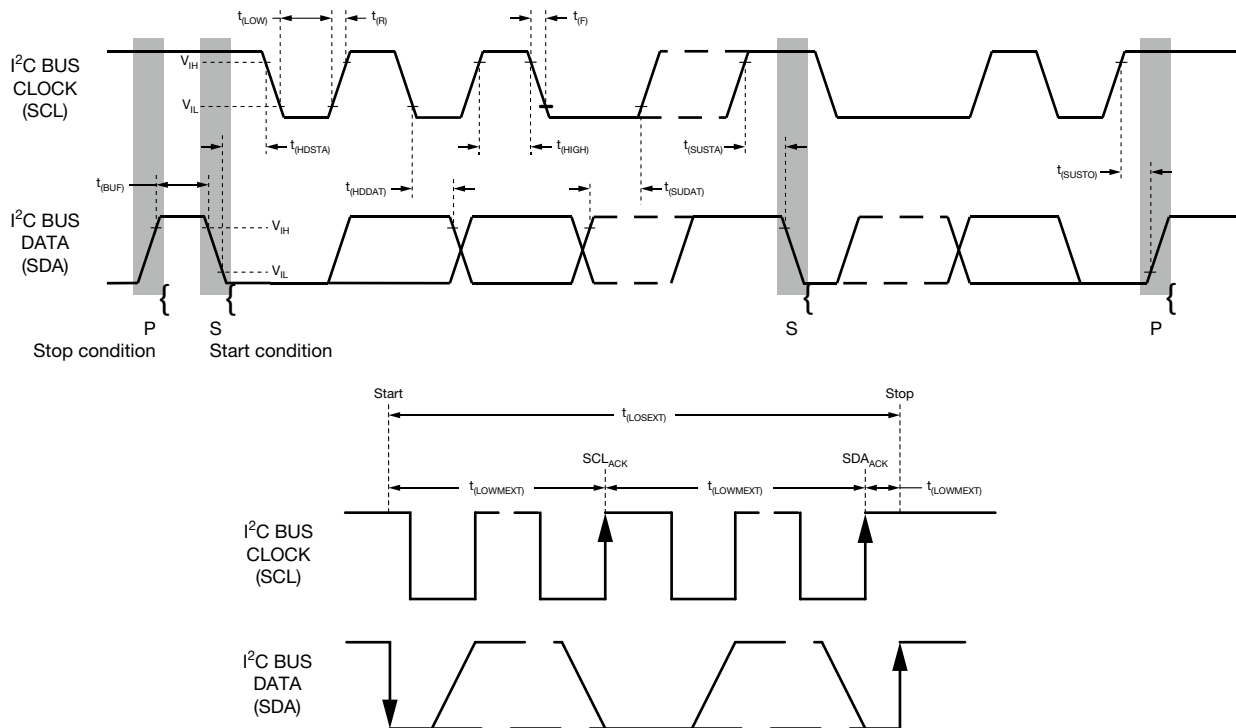 t(LOW)
t(R)
t(F)
I²C BUS
CLOCK
(SCL)
VIH
VIL
t(HDSTA)
t(HIGH)
t(SUSTA)
t(BUF)
t(HDDAT)
t(SUDAT)
t(SUSTO)
I²C BUS
DATA
(SDA)
VIH
VIL
{
{
{
{
P
S
S
P
Stop condition
Start condition
Start
Stop
t(LOSEXT)
SCLACK
SDAACK
t(LOWMEXT)
t(LOWMEXT)
t(LOWMEXT)
I²C BUS
CLOCK
(SCL)
I²C BUS
DATA
(SDA)